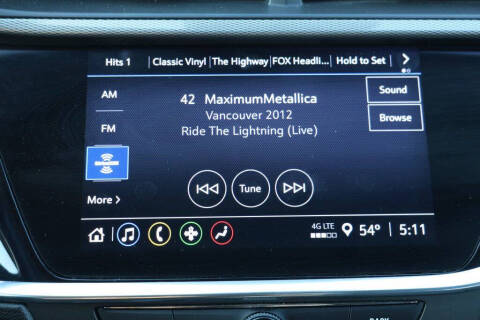 Hits 1 Classic Vinyl The Highway FOX Headli... Hold to Set
AM
42 MaximumMetallica
Sound
Vancouver 2012
Browse
FM
Ride The Lightning (Live)
Tune
More >
4G LTE
54° 5:11
BACK